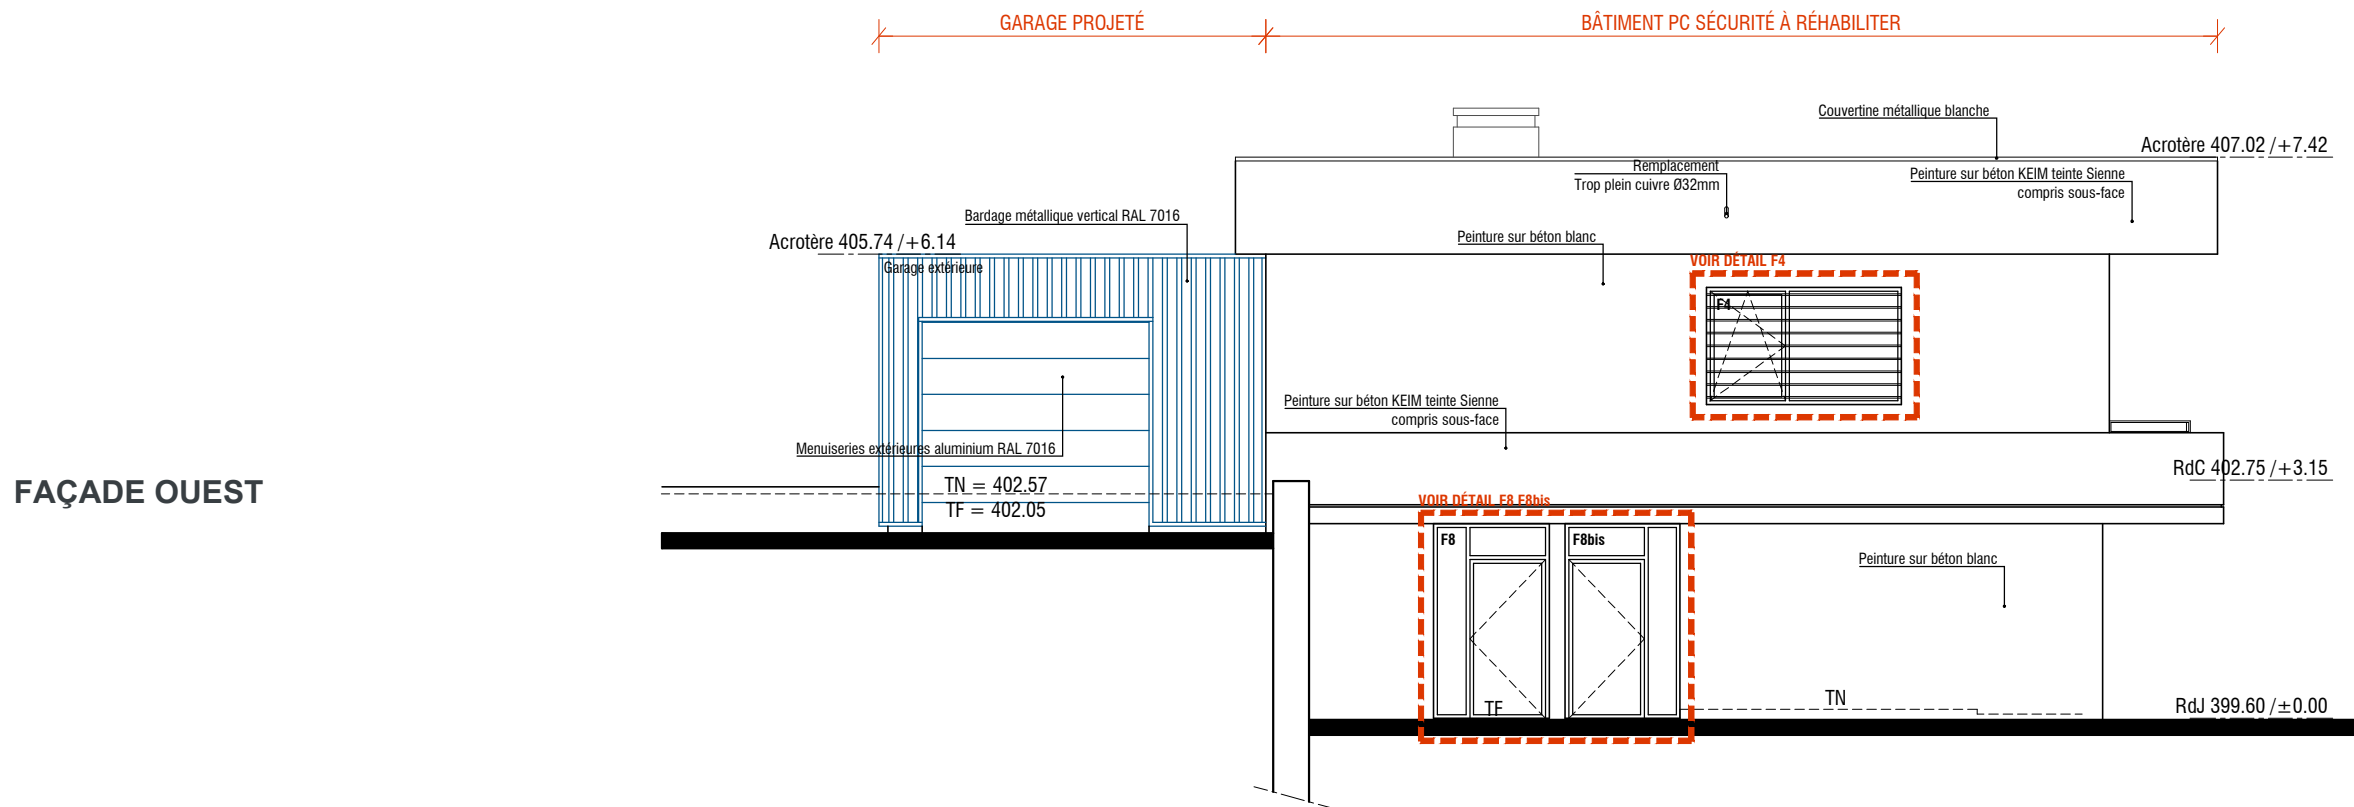 GARAGE PROJETÉ
BÂTIMENT PC SÉCURITÉ À RÉHABILITER
Couvertine métallique blanche
Acrotère 407.02 /+7.42
Remplacement
Trop plein cuivre Ø32mm
Peinture sur béton KEIM teinte Sienne
compris sous-face
Bardage métallique vertical RAL 7016
Acrotère 405.74 /+6.14
Garage extérieure
Peinture sur béton blanc
VOIR DÉTAIL F4
F4
Peinture sur béton KEIM teinte Sienne
compris sous-face
Menuiseries extérieures aluminium RAL 7016
RdC 402.75 /+3.15
FAÇADE OUEST
TN = 402.57
TF = 402.05
VOIR DÉTAIL F8 F8bis
F8
F8bis
Peinture sur béton blanc
TN
TF
RdJ 399.60 /±0.00